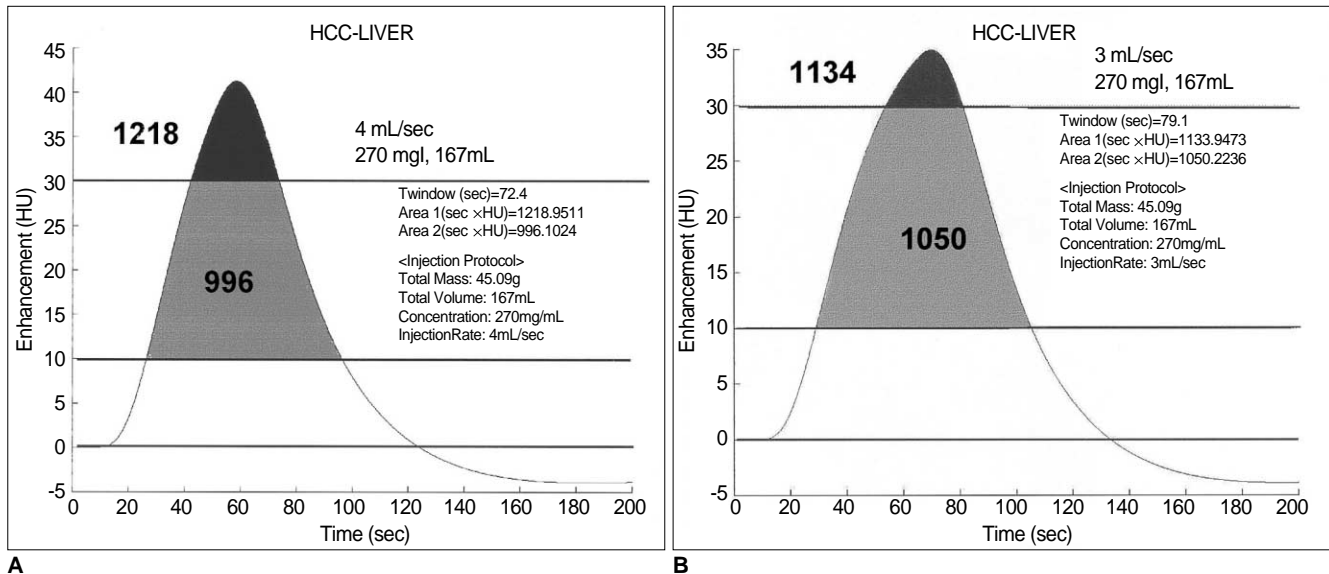 HCC-LIVER
45
40
35
30
25
20
15
10
5
0
-5
Enhancement (HU)
1218
996
4 mL/sec
270 mgI, 167mL
Twindow (sec)=72.4
Area 1(sec ×HU)=1218.9511
Area 2(sec ×HU)=996.1024
<Injection Protocol>
Total Mass: 45.09g
Total Volume: 167mL
Concentration: 270mg/mL
InjectionRate: 4mL/sec
0 20 40 60 80 100 120 140 160 180 200
Time (sec)
A
HCC-LIVER
35
30
25
20
15
10
5
0
-5
Enhancement (HU)
1134
1050
3 mL/sec
270 mgI, 167mL
Twindow (sec)=79.1
Area 1(sec ×HU)=1133.9473
Area 2(sec ×HU)=1050.2236
<Injection Protocol>
Total Mass: 45.09g
Total Volume: 167mL
Concentration: 270mg/mL
InjectionRate: 3mL/sec
0 20 40 60 80 100 120 140 160 180 200
Time (sec)
B